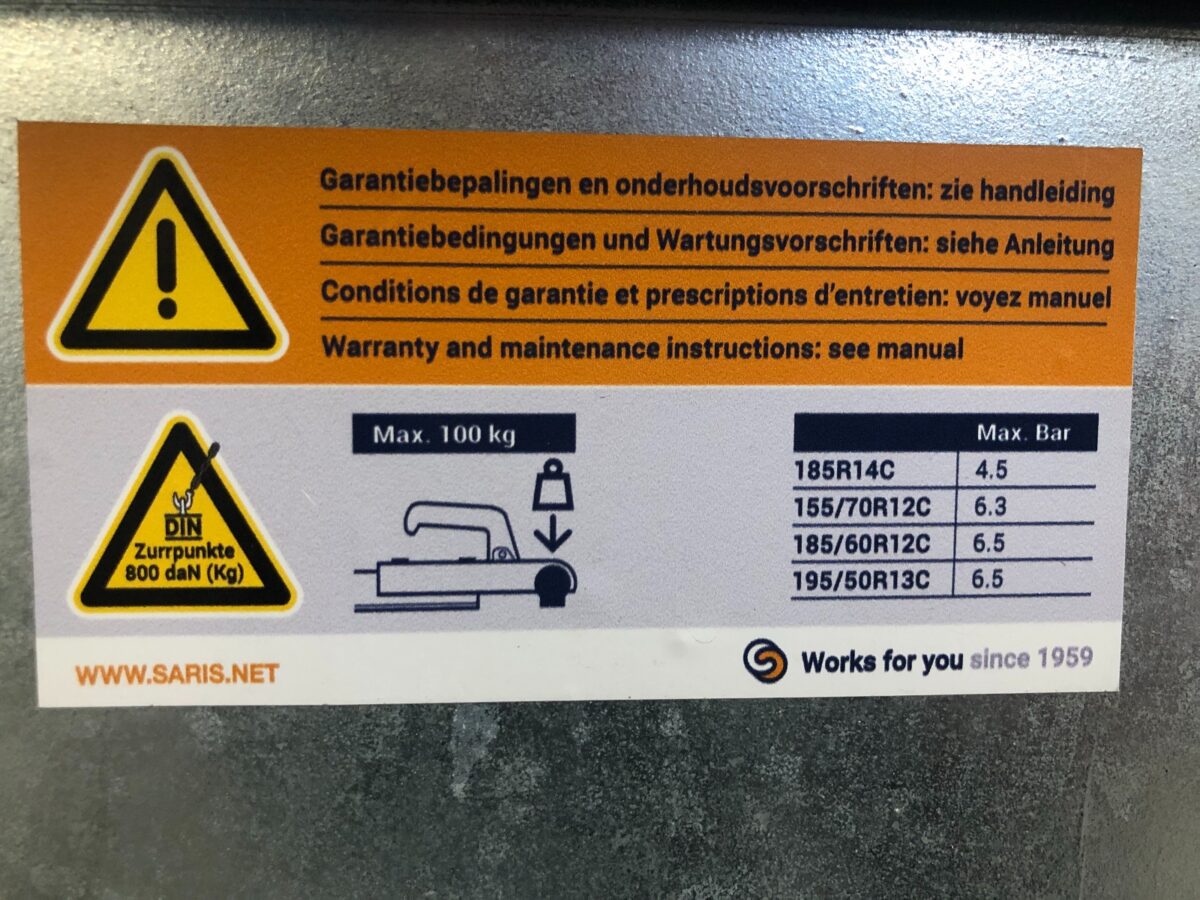 Garantiebepalingen en onderhoudsvoorschriften: zie handleiding
Garantiebedingungen und Wartungsvorschriften: siehe Anleitung
Conditions de garantie et prescriptions d'entretien: voyez manuel
Warranty and maintenance instructions: see manual
DIN
Zurrpunkte
800 daN (Kg)
Max. 100 kg
Max. Bar
185R14C 4.5
155/70R12C 6.3
185/60R12C 6.5
195/50R13C 6.5
WWW.SARIS.NET
Works for you since 1959